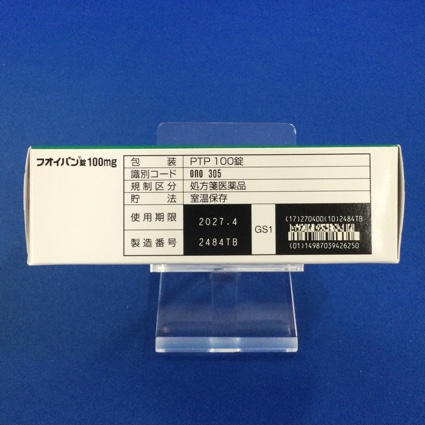 フオイパン錠100mg
包 装 PTP 100錠
識別コード ono 305
規制区分 処方箋医薬品
貯 法 室温保存
使用期限 2027.4
製造番号 2484TB
GS1
(17)270400(10)2484TB
(01)14987039426250